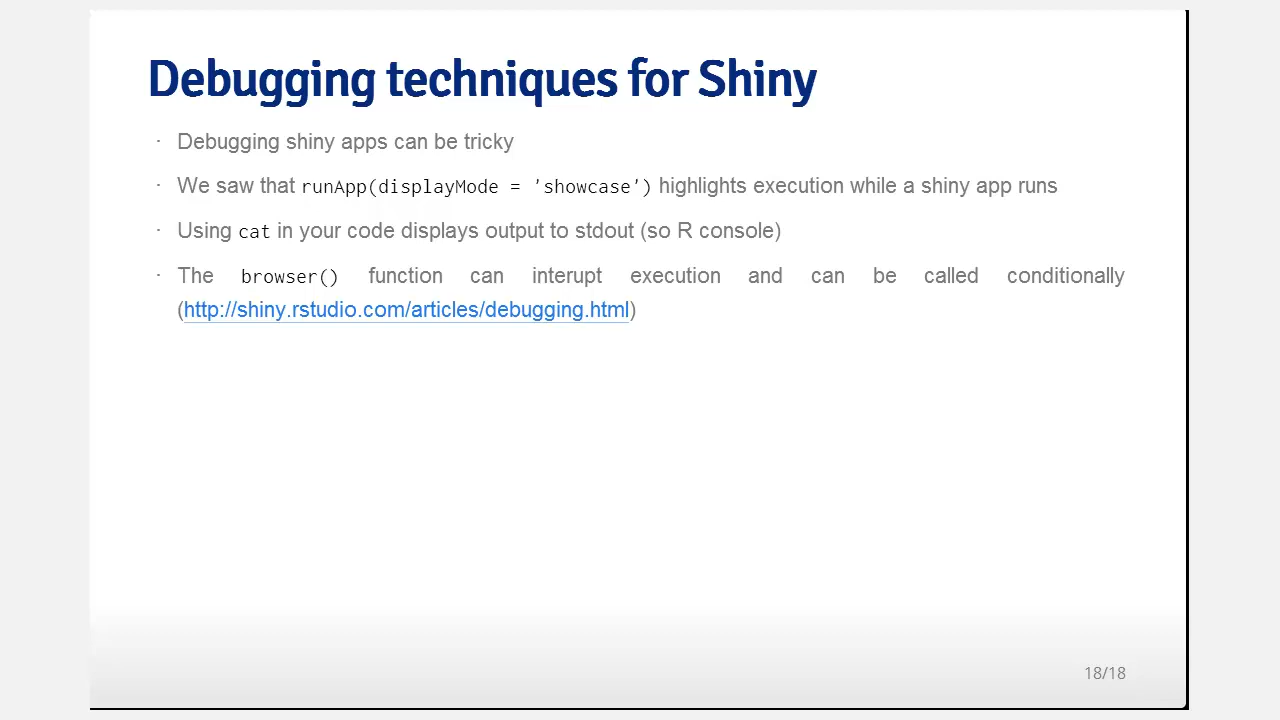 Debugging techniques for Shiny
· Debugging shiny apps can be tricky
· We saw that runApp(displayMode = 'showcase') highlights execution while a shiny app runs
· Using cat in your code displays output to stdout (so R console)
· The browser() function can interupt execution and can be called conditionally
(http://shiny.rstudio.com/articles/debugging.html)
18/18